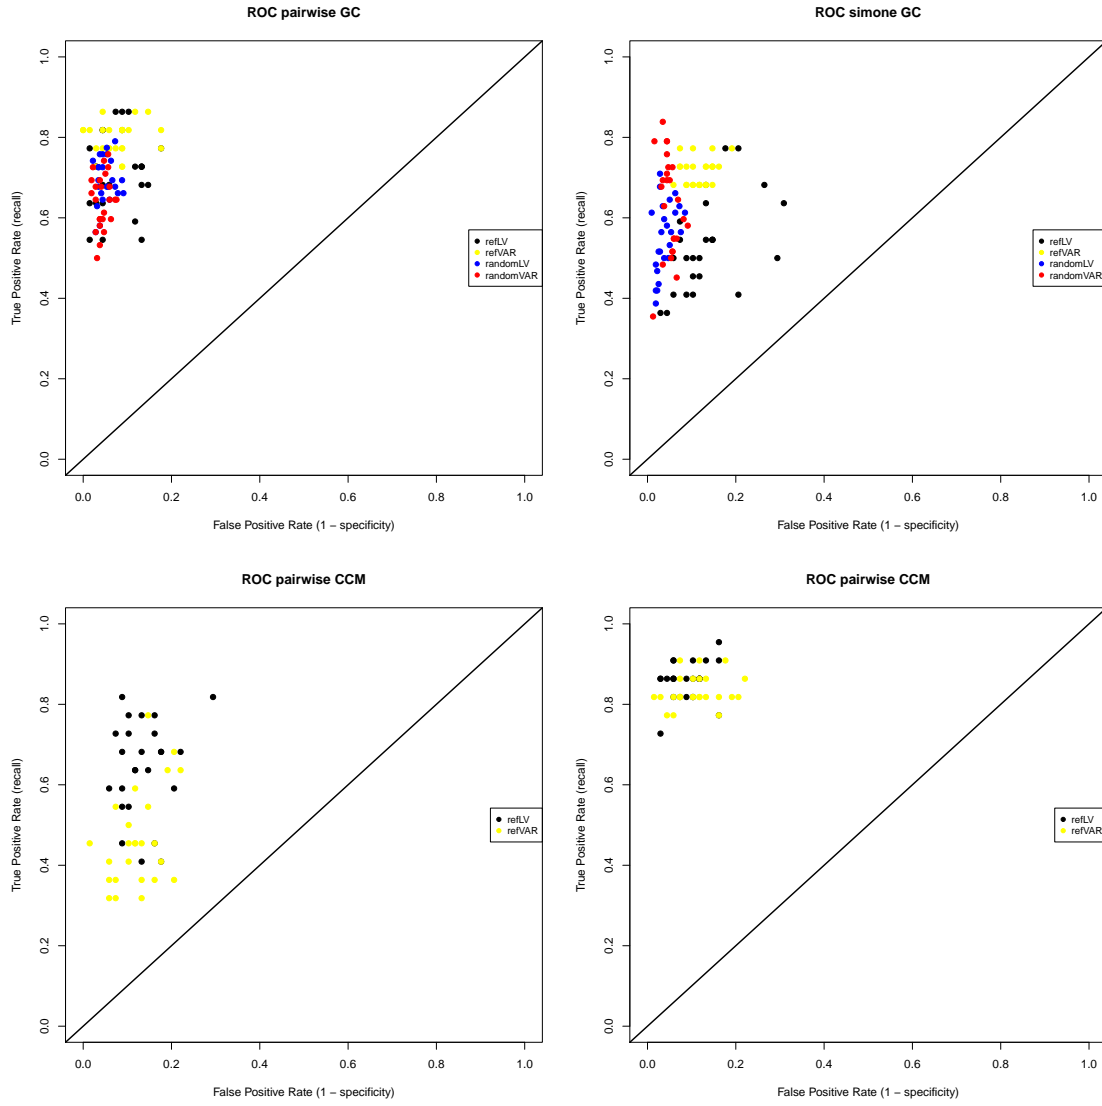 ROC pairwise GC
True Positive Rate (recall)
1.0
0.8
0.6
0.4
0.2
0.0
refLV
refVAR
randomLV
randomVAR
0.0 0.2 0.4 0.6 0.8 1.0
False Positive Rate (1 − specificity)
ROC simone GC
True Positive Rate (recall)
1.0
0.8
0.6
0.4
0.2
0.0
refLV
refVAR
randomLV
randomVAR
0.0 0.2 0.4 0.6 0.8 1.0
False Positive Rate (1 − specificity)
ROC pairwise CCM
True Positive Rate (recall)
1.0
0.8
0.6
0.4
0.2
0.0
refLV
refVAR
0.0 0.2 0.4 0.6 0.8 1.0
False Positive Rate (1 − specificity)
ROC pairwise CCM
True Positive Rate (recall)
1.0
0.8
0.6
0.4
0.2
0.0
refLV
refVAR
0.0 0.2 0.4 0.6 0.8 1.0
False Positive Rate (1 − specificity)